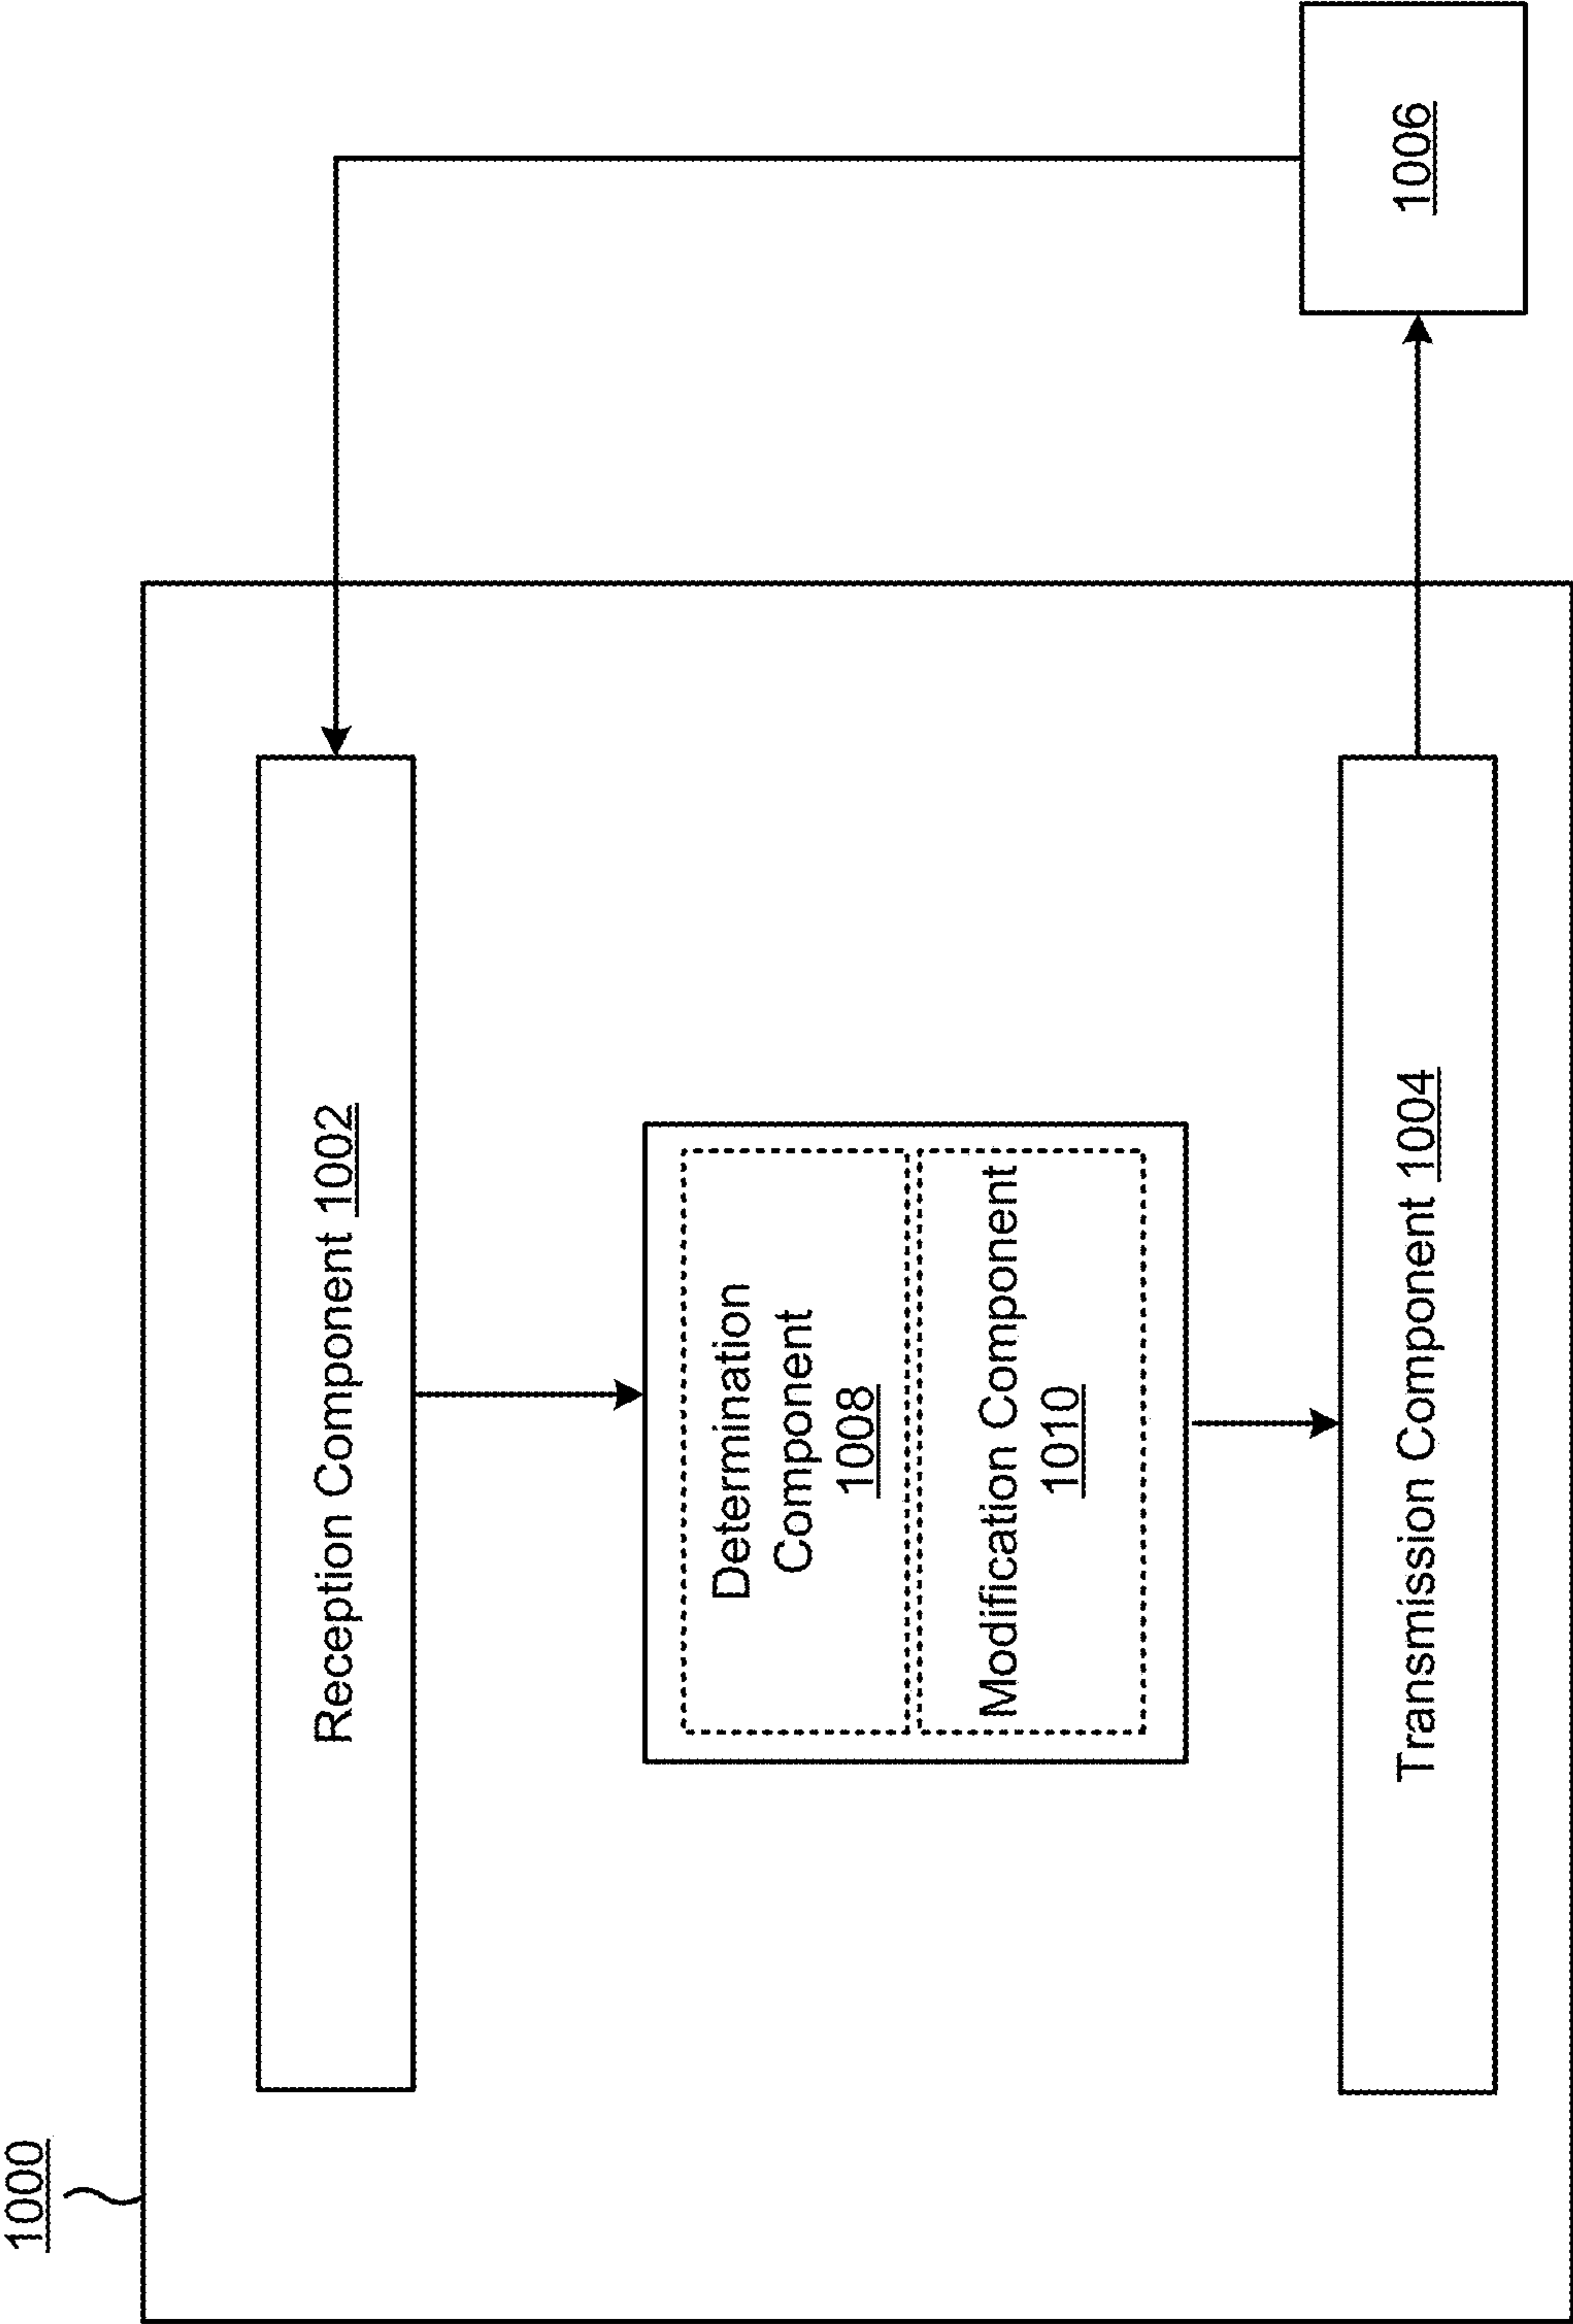 1000
Reception Component 1002
Determination
Component
1008
Modification Component
1010
Transmission Component 1004
1006